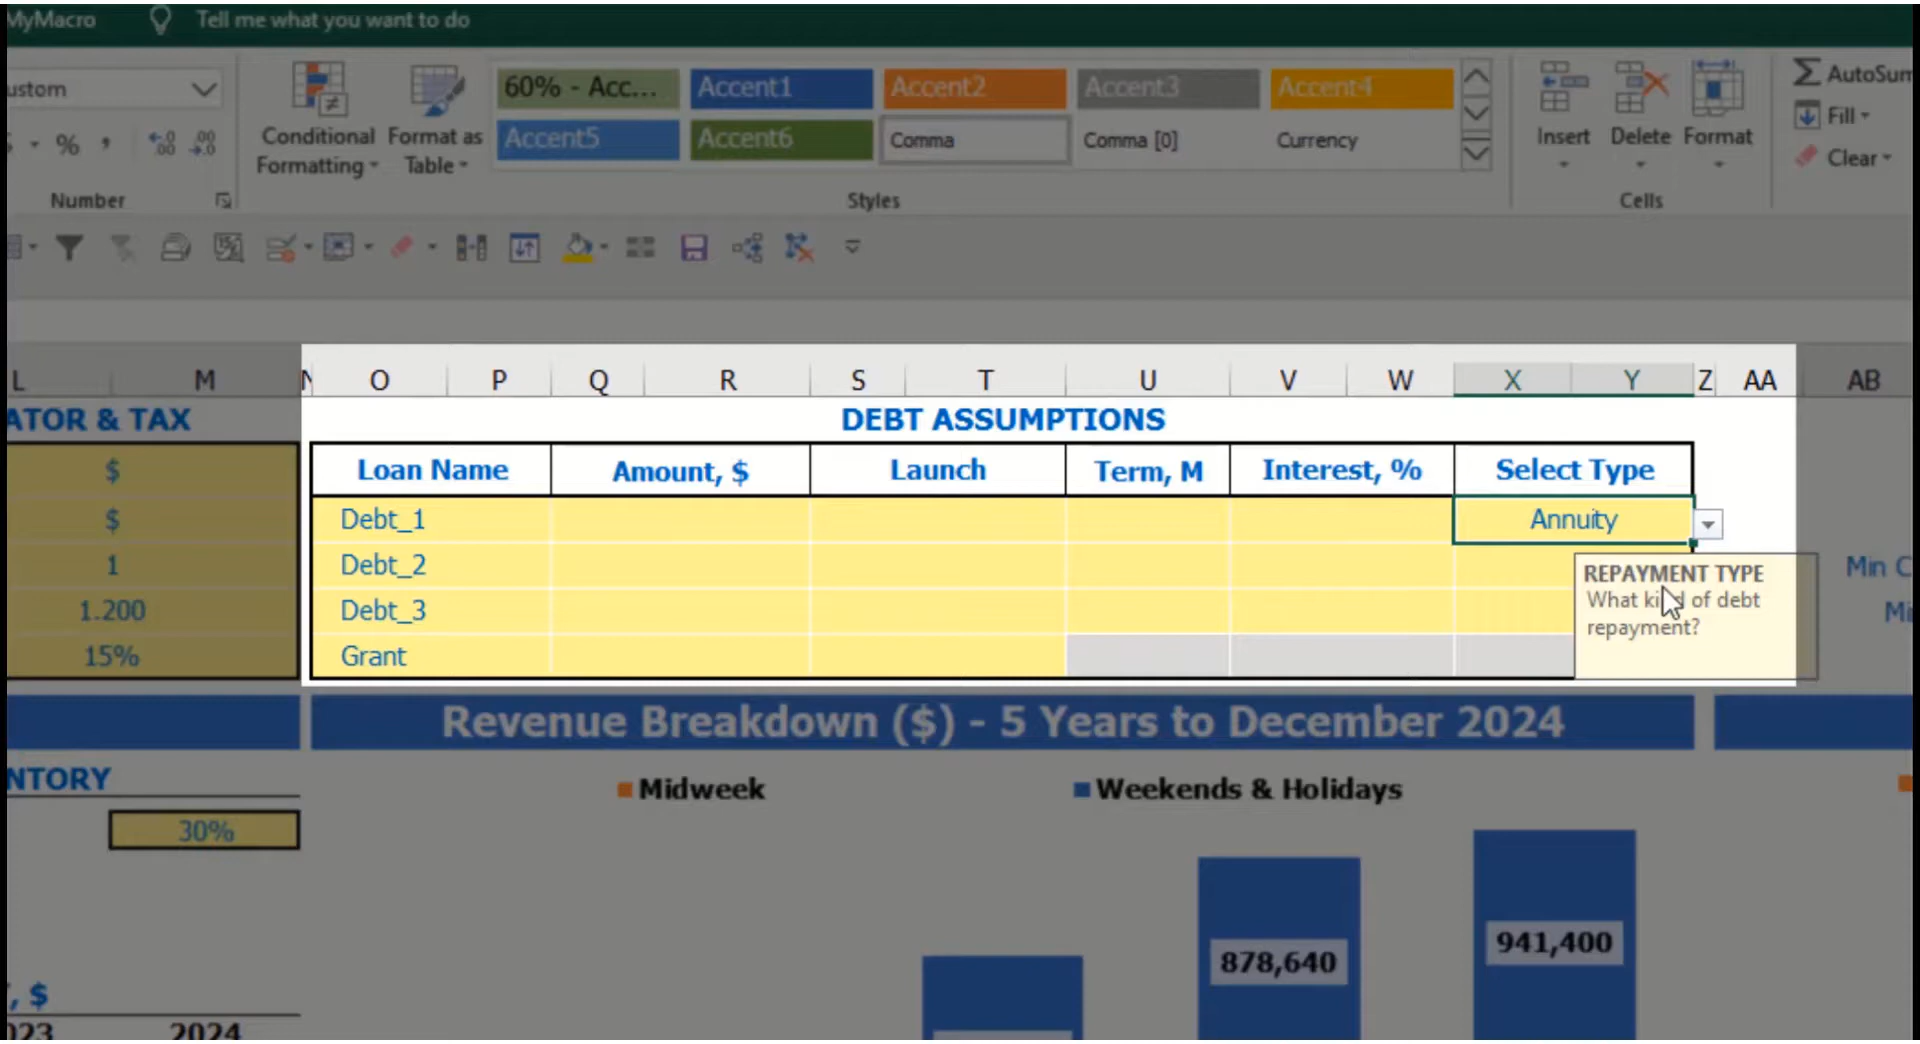 MyMacro Tell me what you want to do
ustom
%
Number
Conditional Formatting
Format as Table
60% - Acc... Accent1 Accent2 Accent3 Accent4
Accent5 Accent6 Comma Comma [0] Currency
Styles
Insert Delete Format
Cells
AutoSum
Fill
Clear
L M N O P Q R S T U V W X Y Z AA AB
ATOR & TAX
$
$
1
1.200
15%
DEBT ASSUMPTIONS
Loan Name Amount, $ Launch Term, M Interest, % Select Type
Debt_1 Annuity
Debt_2
Debt_3
Grant
REPAYMENT TYPE
What kind of debt
repayment?
Min C
Mi
Revenue Breakdown ($) - 5 Years to December 2024
NTORY
30%
, $
023 2024
Midweek Weekends & Holidays
878,640
941,400